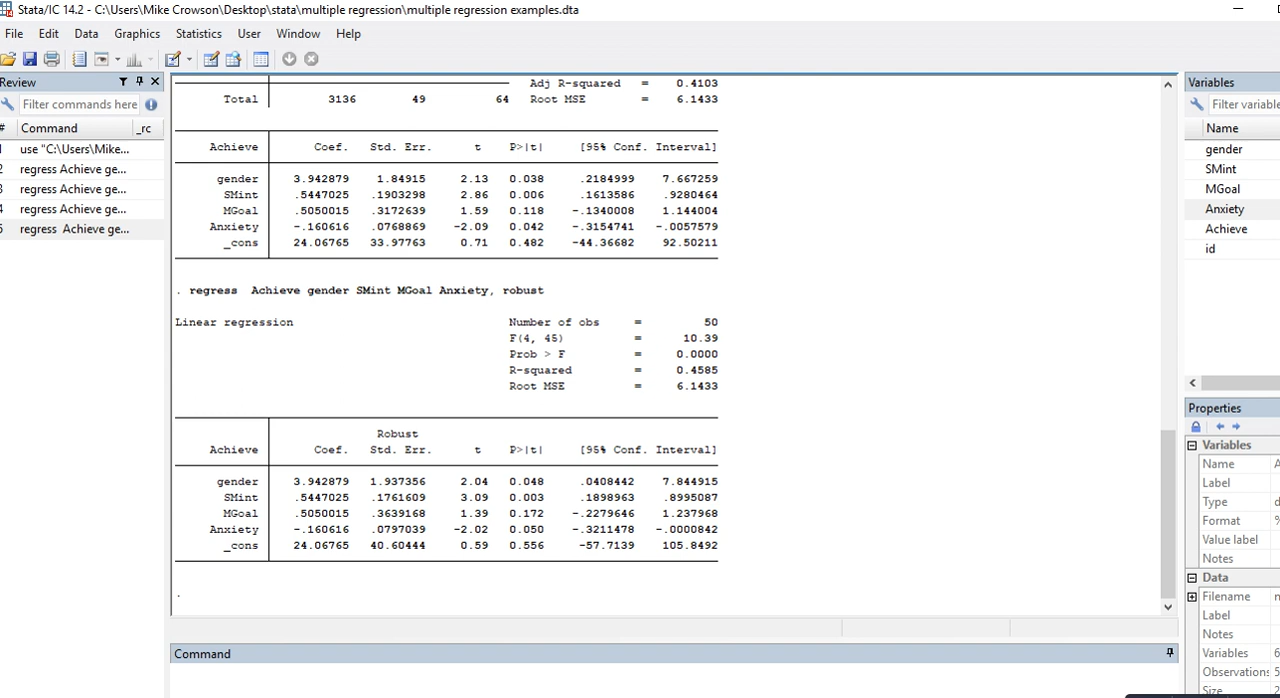 Stata/IC 14.2 - C:\Users\Mike Crowson\Desktop\stata\multiple regression\multiple regression examples.dta
File Edit Data Graphics Statistics User Window Help
Review
Filter commands here
# Command _rc
use "C:\Users\Mike...
2 regress Achieve ge...
3 regress Achieve ge...
4 regress Achieve ge...
5 regress Achieve ge...
Adj R-squared = 0.4103
Total 3136 49 64 Root MSE = 6.1433
Achieve Coef. Std. Err. t P>|t| [95% Conf. Interval]
gender 3.942879 1.84915 2.13 0.038 .2184999 7.667259
SMint .5447025 .1903298 2.86 0.006 .1613586 .9280464
MGoal .5050015 .3172639 1.59 0.118 -.1340008 1.144004
Anxiety -.160616 .0768869 -2.09 0.042 -.3154741 -.0057579
_cons 24.06765 33.97763 0.71 0.482 -44.36682 92.50211
. regress Achieve gender SMint MGoal Anxiety, robust
Linear regression Number of obs = 50
F(4, 45) = 10.39
Prob > F = 0.0000
R-squared = 0.4585
Root MSE = 6.1433
Robust
Achieve Coef. Std. Err. t P>|t| [95% Conf. Interval]
gender 3.942879 1.937356 2.04 0.048 .0408442 7.844915
SMint .5447025 .1761609 3.09 0.003 .1898963 .8995087
MGoal .5050015 .3639168 1.39 0.172 -.2279646 1.237968
Anxiety -.160616 .0797039 -2.02 0.050 -.3211478 -.0000842
_cons 24.06765 40.60444 0.59 0.556 -57.7139 105.8492
.
Command
Variables
Filter variable
Name
gender
SMint
MGoal
Anxiety
Achieve
id
Properties
Variables
Name A
Label
Type d
Format %
Value label
Notes
Data
Filename
Label
Notes
Variables 6
Observations 5
Size 2